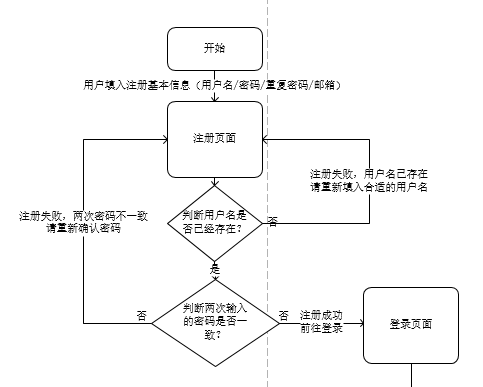 开始
用户填入注册基本信息（用户名/密码/重复密码/邮箱）
注册页面
注册失败，用户名已存在
请重新填入合适的用户名
注册失败，两次密码不一致
请重新确认密码
判断用户名是
否已经存在？
否
是
判断两次输入
的密码是否一
致？
否
否
注册成功
前往登录
登录页面